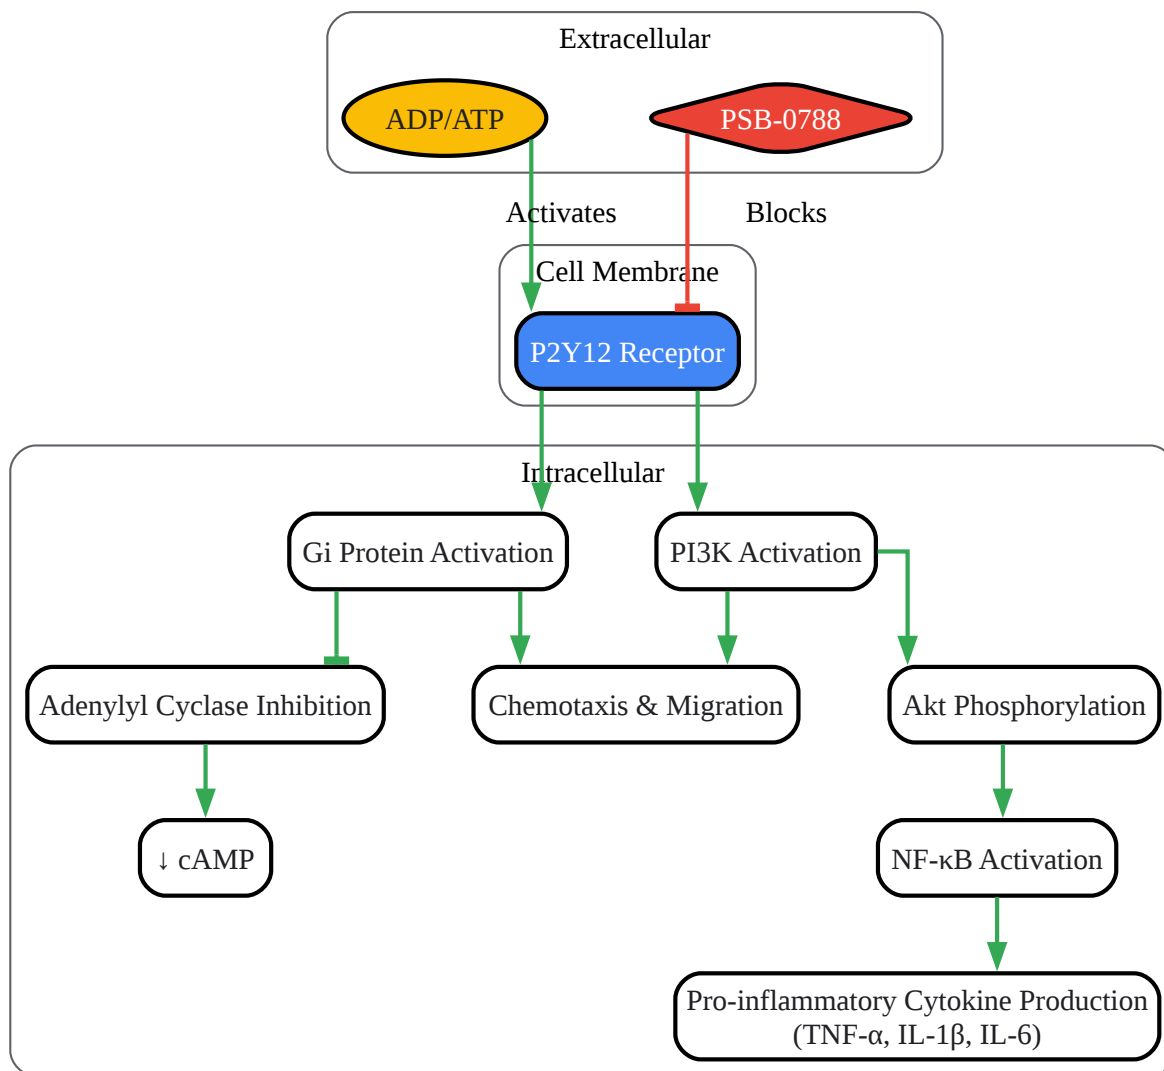 Extracellular
ADP/ATP
PSB-0788
Activates
Blocks
Cell Membrane
P2Y12 Receptor
Intracellular
Gi Protein Activation
PI3K Activation
Adenylyl Cyclase Inhibition
Chemotaxis & Migration
Akt Phosphorylation
↓ cAMP
NF-κB Activation
Pro-inflammatory Cytokine Production
(TNF-α, IL-1β, IL-6)